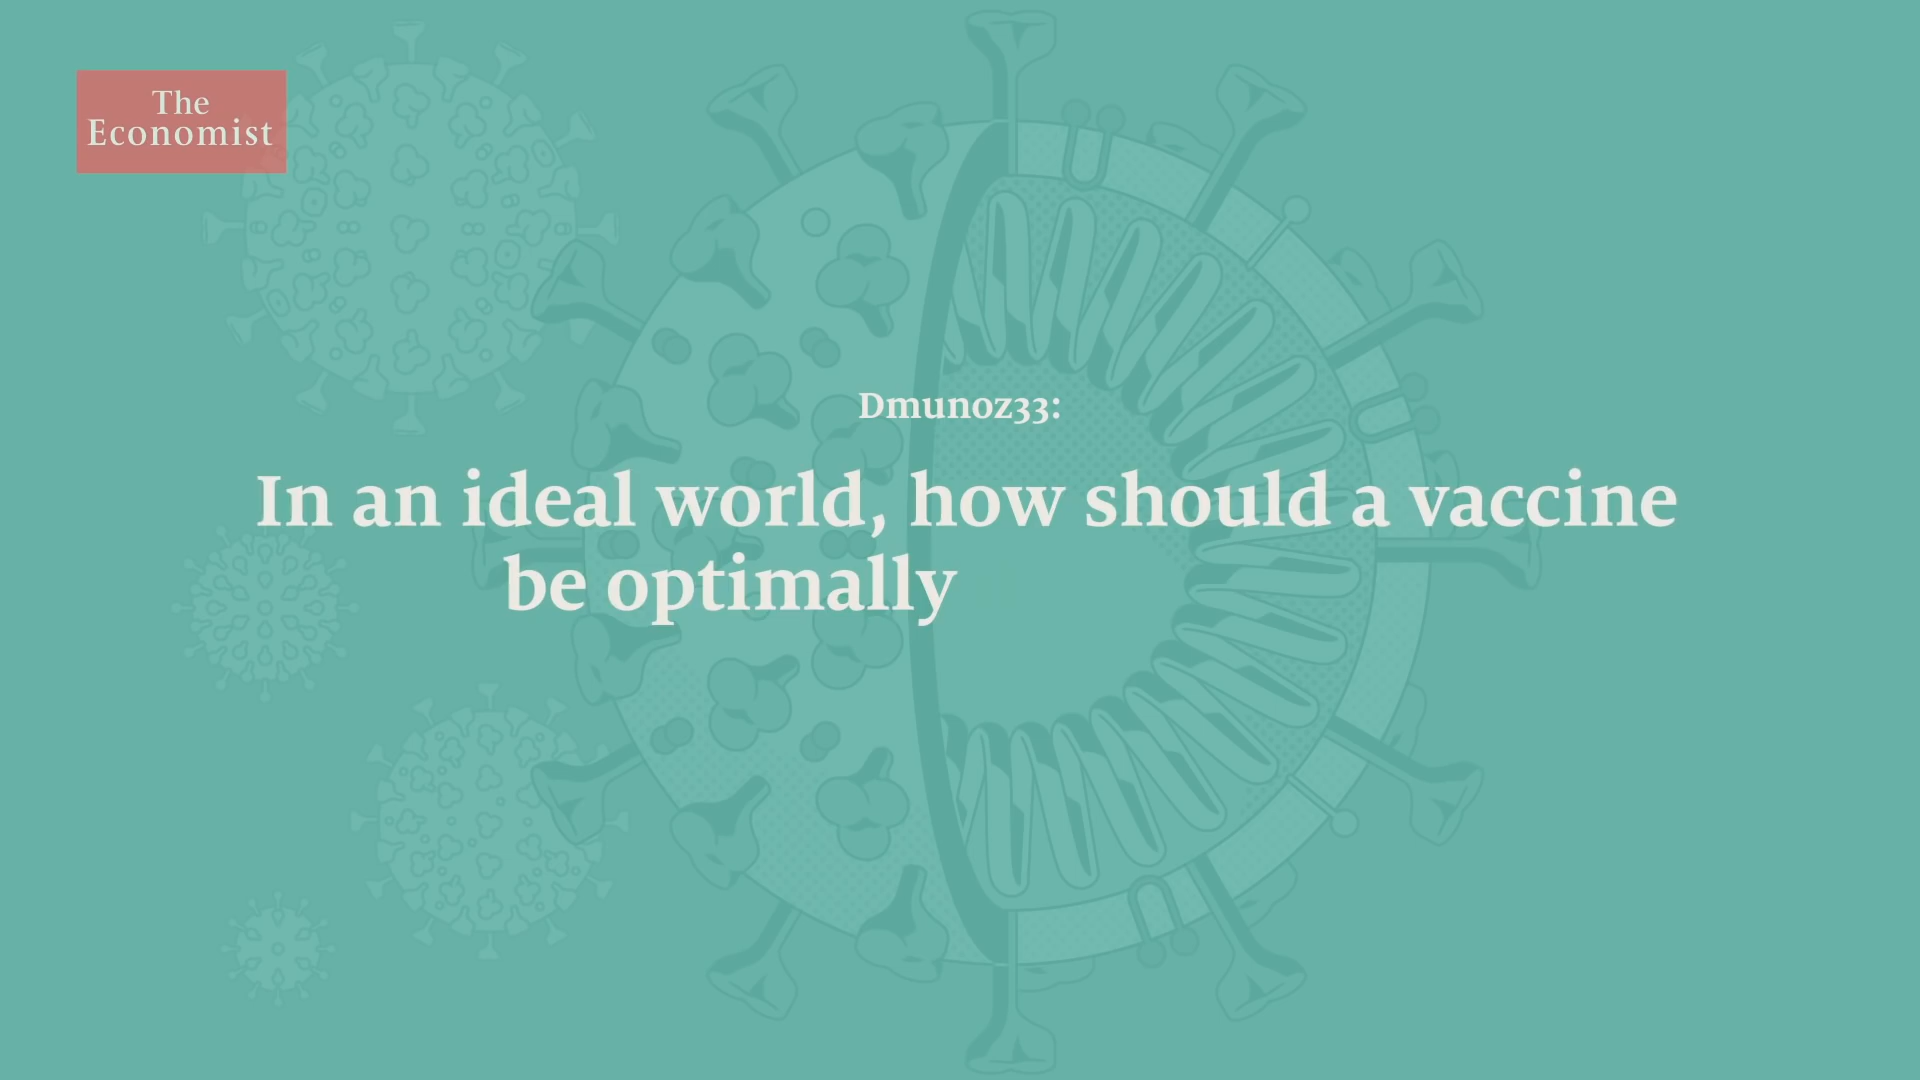 The
Economist
Dmunoz33:
In an ideal world, how should a vaccine
be optimally